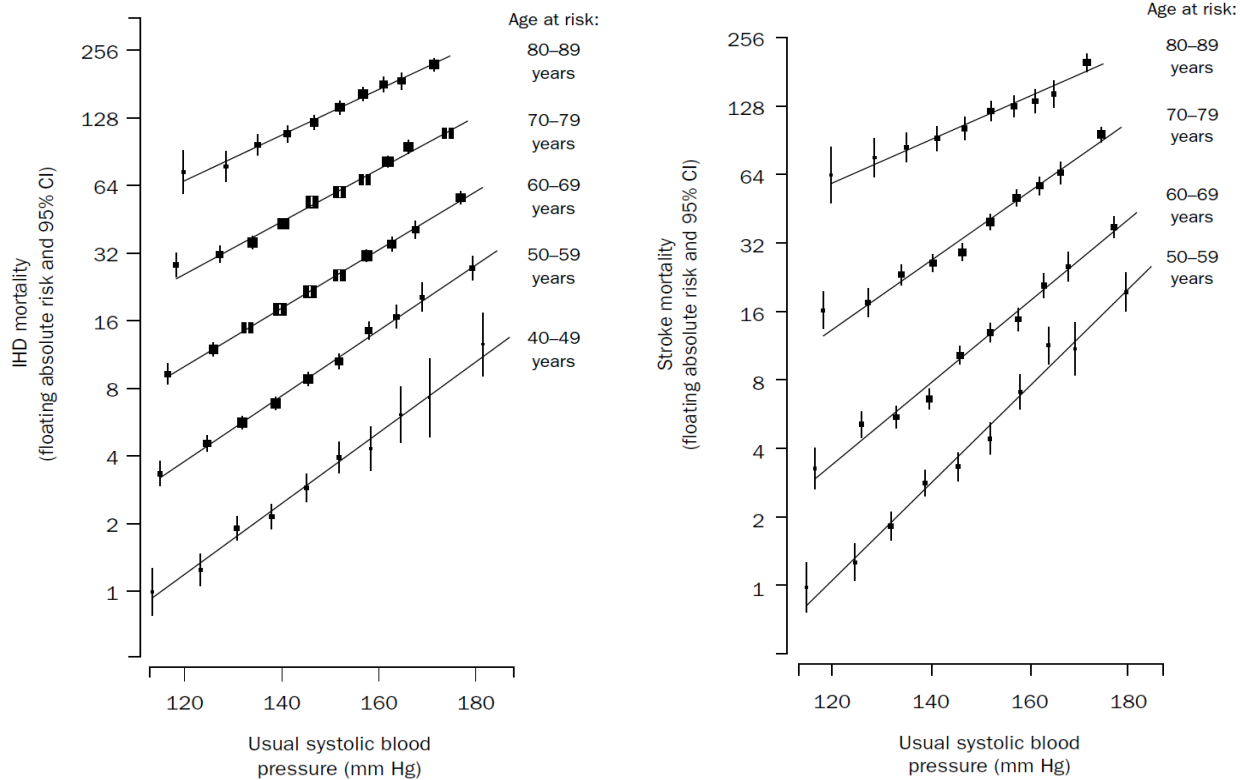 Age at risk:
256
128
64
32
16
8
4
2
1
80–89
years
70–79
years
60–69
years
50–59
years
40–49
years
IHD mortality
(floating absolute risk and 95% CI)
120
140
160
180
Usual systolic blood
pressure (mm Hg)
Age at risk:
256
128
64
32
16
8
4
2
1
80–89
years
70–79
years
60–69
years
50–59
years
Stroke mortality
(floating absolute risk and 95% CI)
120
140
160
180
Usual systolic blood
pressure (mm Hg)